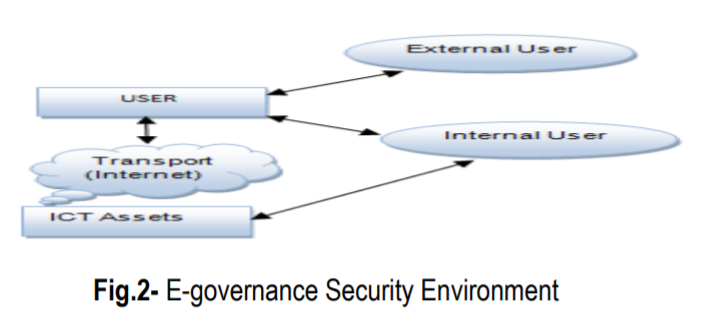 External User
USER
Internal User
Transport
(Internet)
ICT Assets
Fig.2- E-governance Security Environment